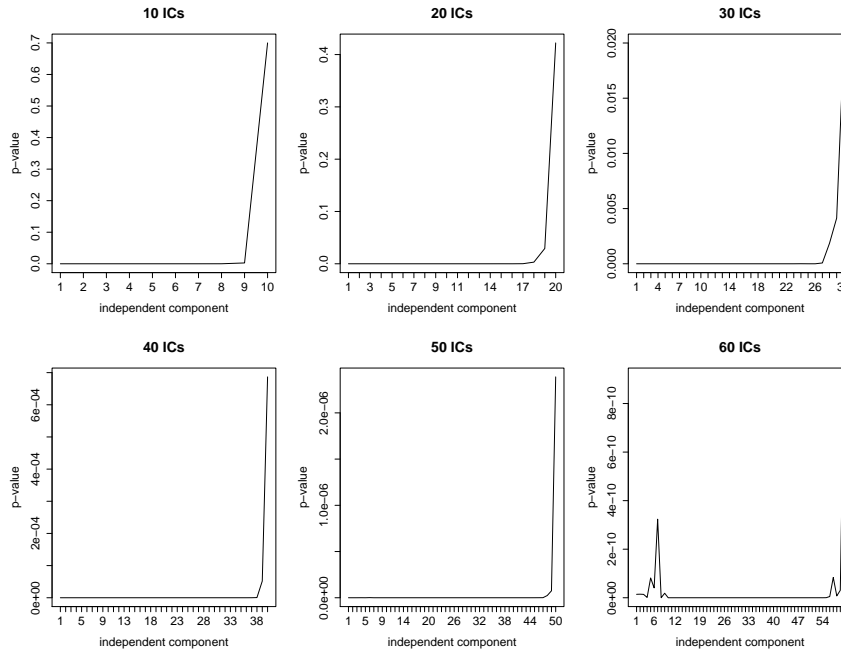 10 ICs
20 ICs
30 ICs
p−value
0.0 0.1 0.2 0.3 0.4 0.5 0.6 0.7
1 2 3 4 5 6 7 8 9 10
independent component
p−value
0.0 0.1 0.2 0.3 0.4
1 3 5 7 9 11 14 17 20
independent component
p−value
0.000 0.005 0.010 0.015 0.020
1 4 7 10 14 18 22 26
independent component
40 ICs
50 ICs
60 ICs
p−value
0e+00 2e−04 4e−04 6e−04
1 5 9 13 18 23 28 33 38
independent component
p−value
0.0e+00 1.0e−06 2.0e−06
1 5 9 14 20 26 32 38 44 50
independent component
p−value
0e+00 2e−10 4e−10 6e−10 8e−10
1 6 12 19 26 33 40 47 54
independent component